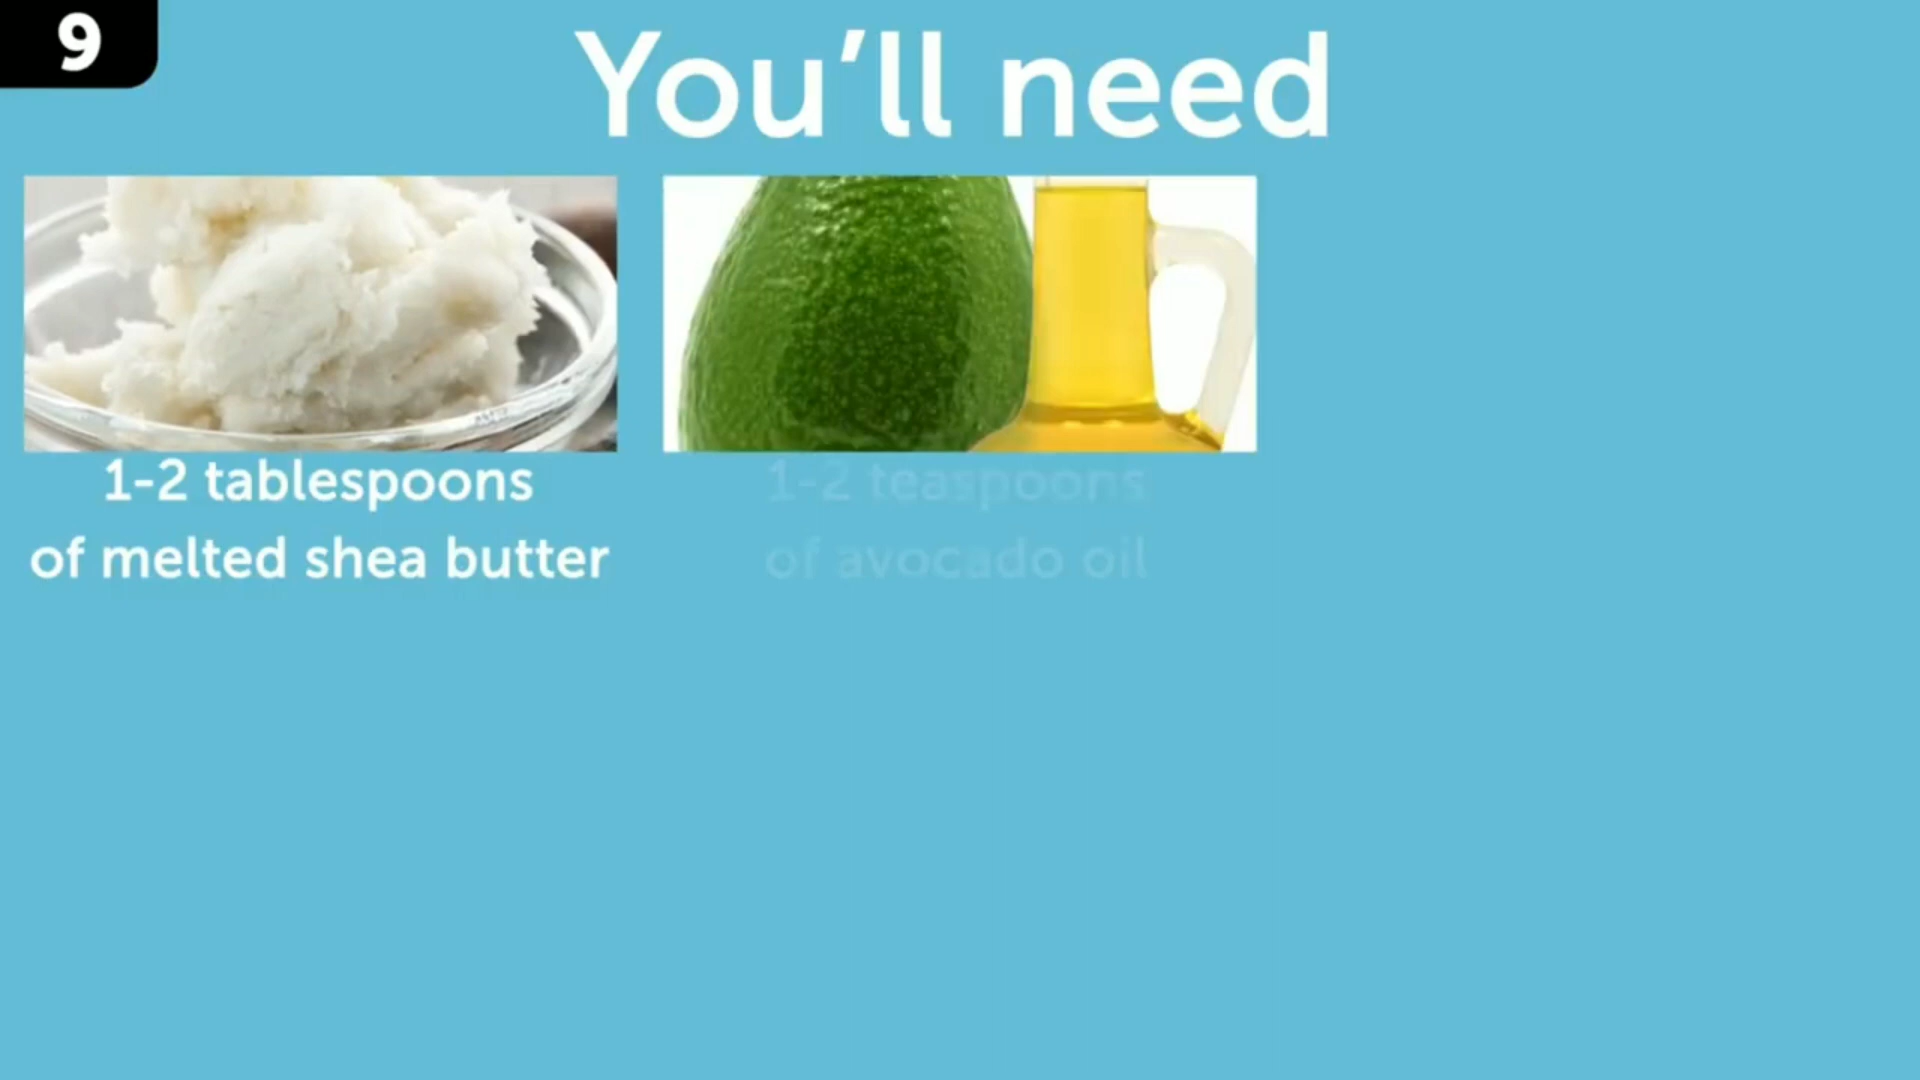 9
You’ll need
1-2 tablespoons
of melted shea butter
1-2 teaspoons
of avocado oil